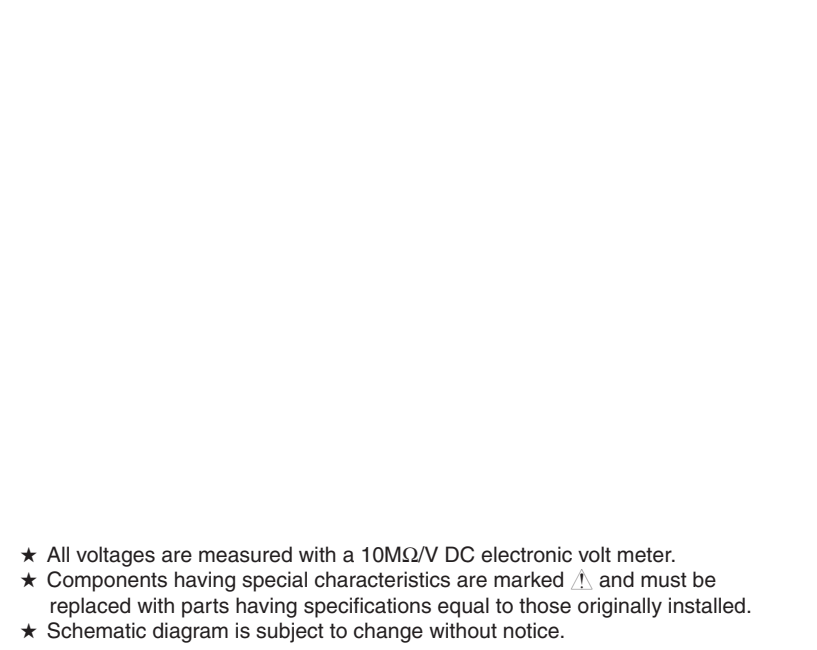 ★ All voltages are measured with a 10MΩ/V DC electronic volt meter.
★ Components having special characteristics are marked ⚠ and must be
replaced with parts having specifications equal to those originally installed.
★ Schematic diagram is subject to change without notice.